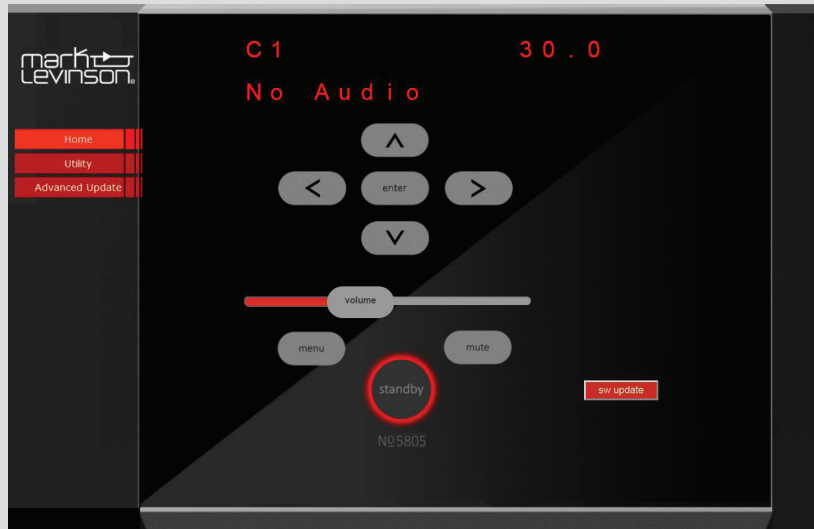 mark
Levinson®
C1 30.0
No Audio
Home
Utility
Advanced Update
enter
volume
menu mute
standby
sw update
№5805